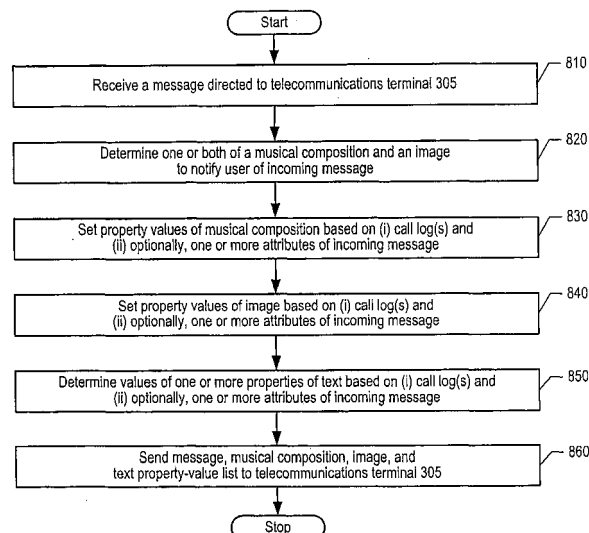 Start
Receive a message directed to telecommunications terminal 305
810
Determine one or both of a musical composition and an image
to notify user of incoming message
820
Set property values of musical composition based on (i) call log(s) and
(ii) optionally, one or more attributes of incoming message
830
Set property values of image based on (i) call log(s) and
(ii) optionally, one or more attributes of incoming message
840
Determine values of one or more properties of text based on (i) call log(s) and
(ii) optionally, one or more attributes of incoming message
850
Send message, musical composition, image, and
text property-value list to telecommunications terminal 305
860
Stop